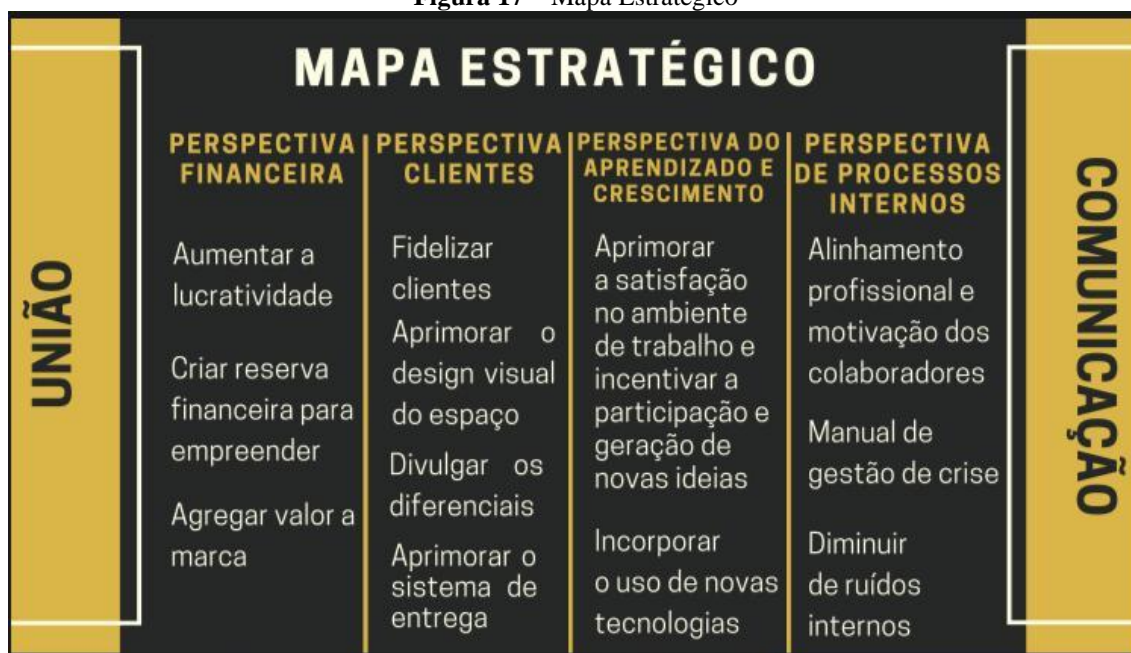 Figura 17 – Mapa Estratégico
MAPA ESTRATÉGICO
UNIÃO
PERSPECTIVA
FINANCEIRA
Aumentar a
lucratividade
Criar reserva
financeira para
empreender
Agregar valor a
marca
PERSPECTIVA
CLIENTES
Fidelizar
clientes
Aprimorar o
design visual
do espaço
Divulgar os
diferenciais
Aprimorar o
sistema de
entrega
PERSPECTIVA DO
APRENDIZADO E
CRESCIMENTO
Aprimorar
a satisfação
no ambiente
de trabalho e
incentivar a
participação e
geração de
novas ideias
Incorporar
o uso de novas
tecnologias
PERSPECTIVA
DE PROCESSOS
INTERNOS
Alinhamento
profissional e
motivação dos
colaboradores
Manual de
gestão de crise
Diminuir
de ruídos
internos
COMUNICAÇÃO